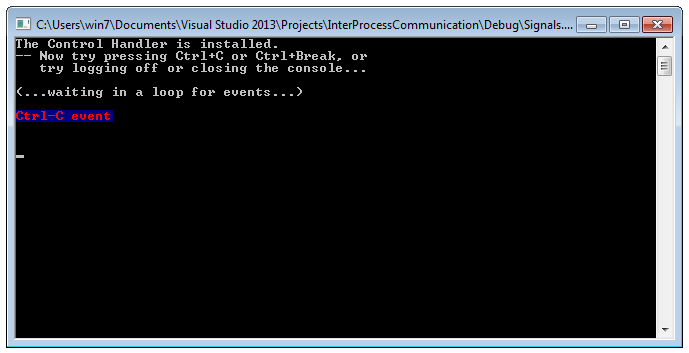 C:\Users\win7\Documents\Visual Studio 2013\Projects\InterProcessCommunication\Debug\Signals....
The Control Handler is installed.
-- Now try pressing Ctrl+C or Ctrl+Break, or
   try logging off or closing the console...
(...waiting in a loop for events...)
Ctrl-C event